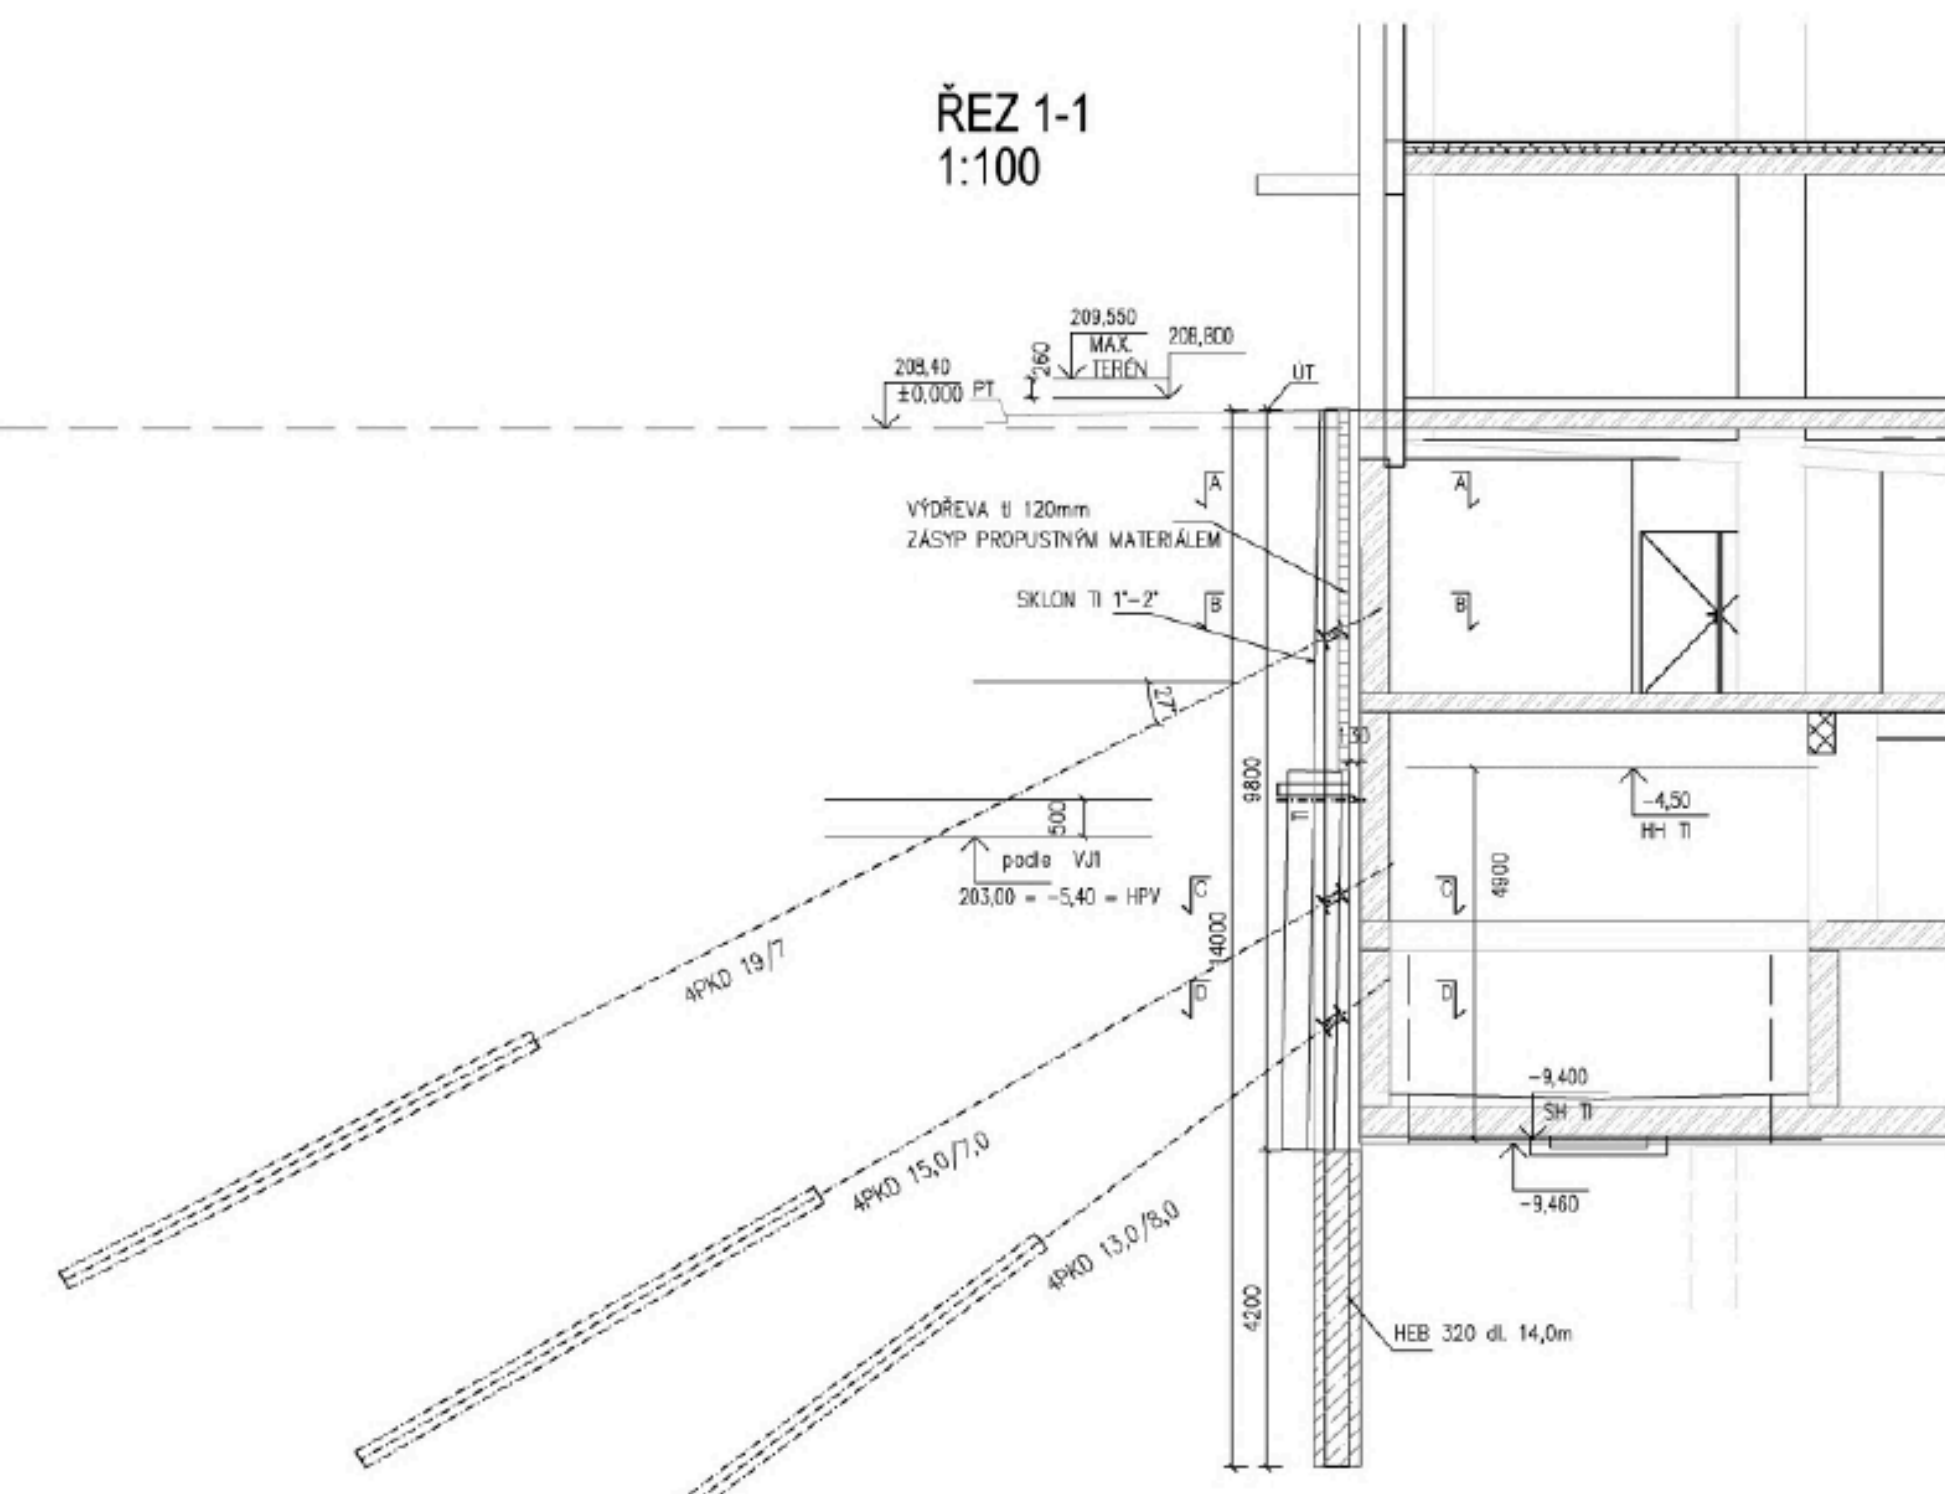 ŘEZ 1-1
1:100
209,550
MAX.
TERÉN
208,800
260
208,40
±0,000
PT
ÚT
A
A
VÝDŘEVA tl 120mm
ZÁSYP PROPUSTNÝM MATERIÁLEM
SKLON TI 1°-2°
B
B
27°
130
9800
TI
-4,50
HH TI
500
podle VJ1
203,00 = -5,40 = HPV
C
C
4900
14000
4PKD 19/7
D
D
-9,400
SH TI
-9,460
4PKD 15,0/7,0
4PKD 13,0/8,0
4200
HEB 320 dl. 14,0m